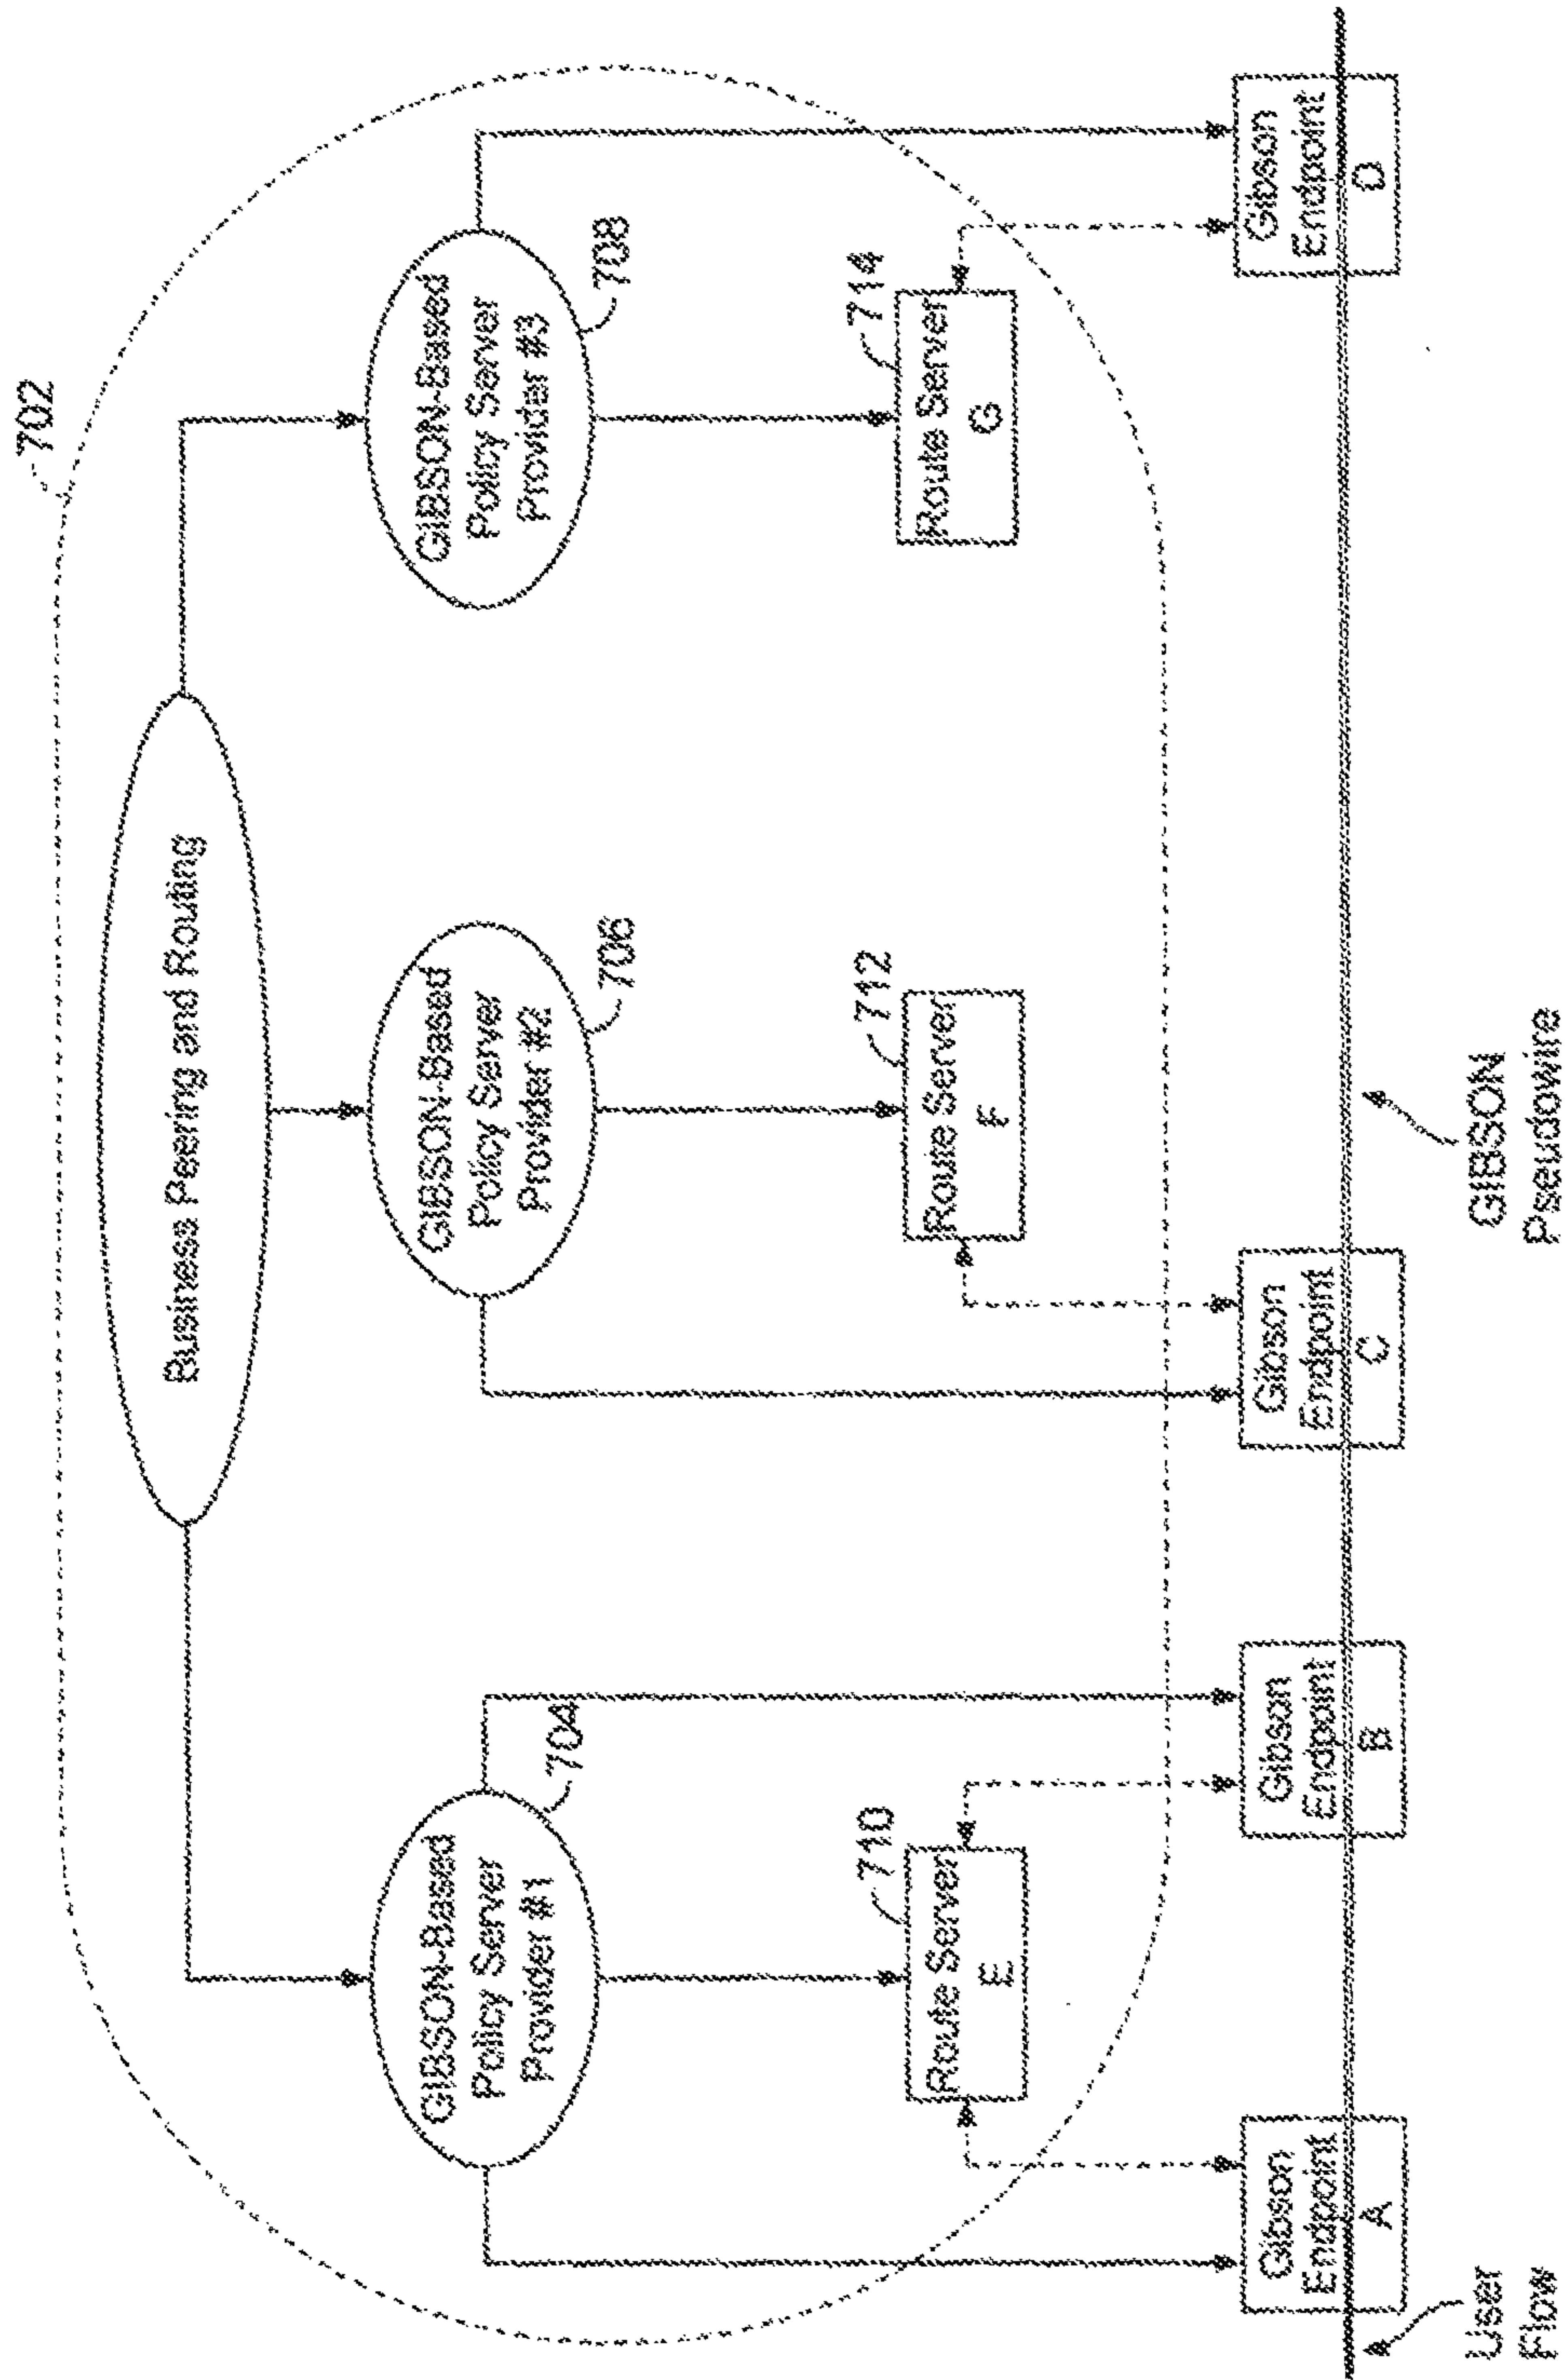 702
Business Peering and Routing
GIBSON-Based
Policy Server
Provider #1
704
GIBSON-Based
Policy Server
Provider #2
706
GIBSON-Based
Policy Server
Provider #3
708
710
Route Server
E
712
Route Server
F
714
Route Server
G
Gibson
Endpoint
A
Gibson
Endpoint
B
Gibson
Endpoint
C
Gibson
Endpoint
D
User
Flow
GIBSON
Pseudowire